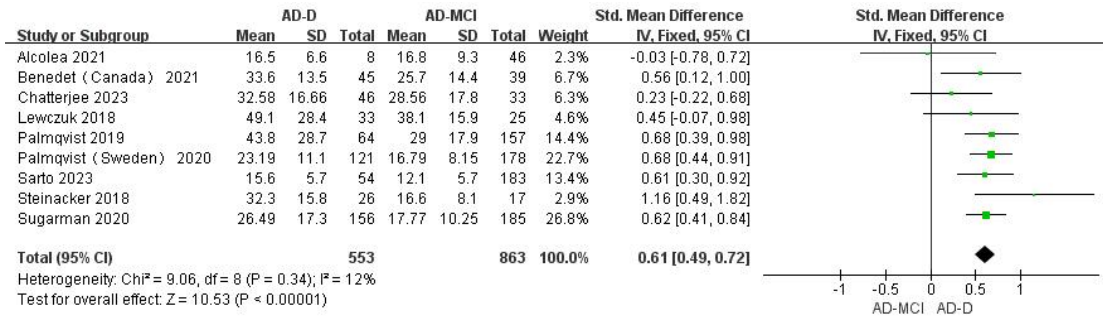 AD-D AD-MCI Std. Mean Difference Std. Mean Difference
Study or Subgroup Mean SD Total Mean SD Total Weight IV, Fixed, 95% CI IV, Fixed, 95% CI
Alcolea 2021 16.5 6.6 8 16.8 9.3 46 2.3% -0.03 [-0.78, 0.72]
Benedet (Canada) 2021 33.6 13.5 45 25.7 14.4 39 6.7% 0.56 [0.12, 1.00]
Chatterjee 2023 32.58 16.66 46 28.56 17.8 33 6.3% 0.23 [-0.22, 0.68]
Lewczuk 2018 49.1 28.4 33 38.1 15.9 25 4.6% 0.45 [-0.07, 0.98]
Palmqvist 2019 43.8 28.7 64 29 17.9 157 14.4% 0.68 [0.39, 0.98]
Palmqvist (Sweden) 2020 23.19 11.1 121 16.79 8.15 178 22.7% 0.68 [0.44, 0.91]
Sarto 2023 15.6 5.7 54 12.1 5.7 183 13.4% 0.61 [0.30, 0.92]
Steinacker 2018 32.3 15.8 26 16.6 8.1 17 2.9% 1.16 [0.49, 1.82]
Sugarman 2020 26.49 17.3 156 17.77 10.25 185 26.8% 0.62 [0.41, 0.84]
Total (95% CI) 553 863 100.0% 0.61 [0.49, 0.72]
Heterogeneity: Chi² = 9.06, df = 8 (P = 0.34); I² = 12%
Test for overall effect: Z = 10.53 (P < 0.00001)
-1 -0.5 0 0.5 1
AD-MCI AD-D